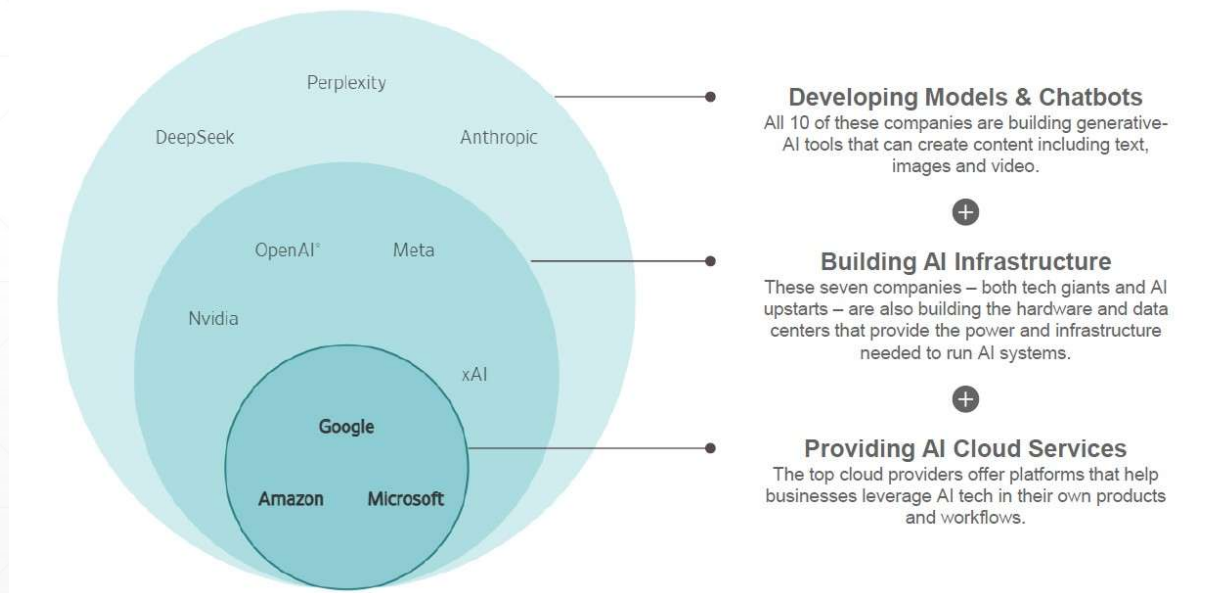 Perplexity
DeepSeek
Anthropic
OpenAI°
Meta
Nvidia
xAI
Google
Amazon
Microsoft
Developing Models & Chatbots
All 10 of these companies are building generative-
AI tools that can create content including text,
images and video.
+
Building AI Infrastructure
These seven companies – both tech giants and AI
upstarts – are also building the hardware and data
centers that provide the power and infrastructure
needed to run AI systems.
+
Providing AI Cloud Services
The top cloud providers offer platforms that help
businesses leverage AI tech in their own products
and workflows.